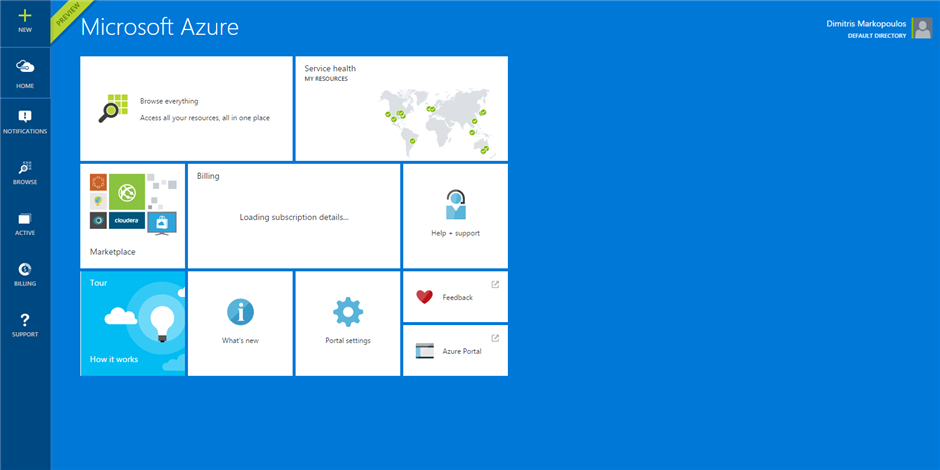 NEW
PREVIEW
Microsoft Azure
Dimitris Markopoulos
DEFAULT DIRECTORY
HOME
NOTIFICATIONS
BROWSE
ACTIVE
BILLING
SUPPORT
Browse everything
Access all your resources, all in one place
Service health
MY RESOURCES
cloudera
Marketplace
Billing
Loading subscription details...
Help + support
Tour
How it works
What's new
Portal settings
Feedback
Azure Portal